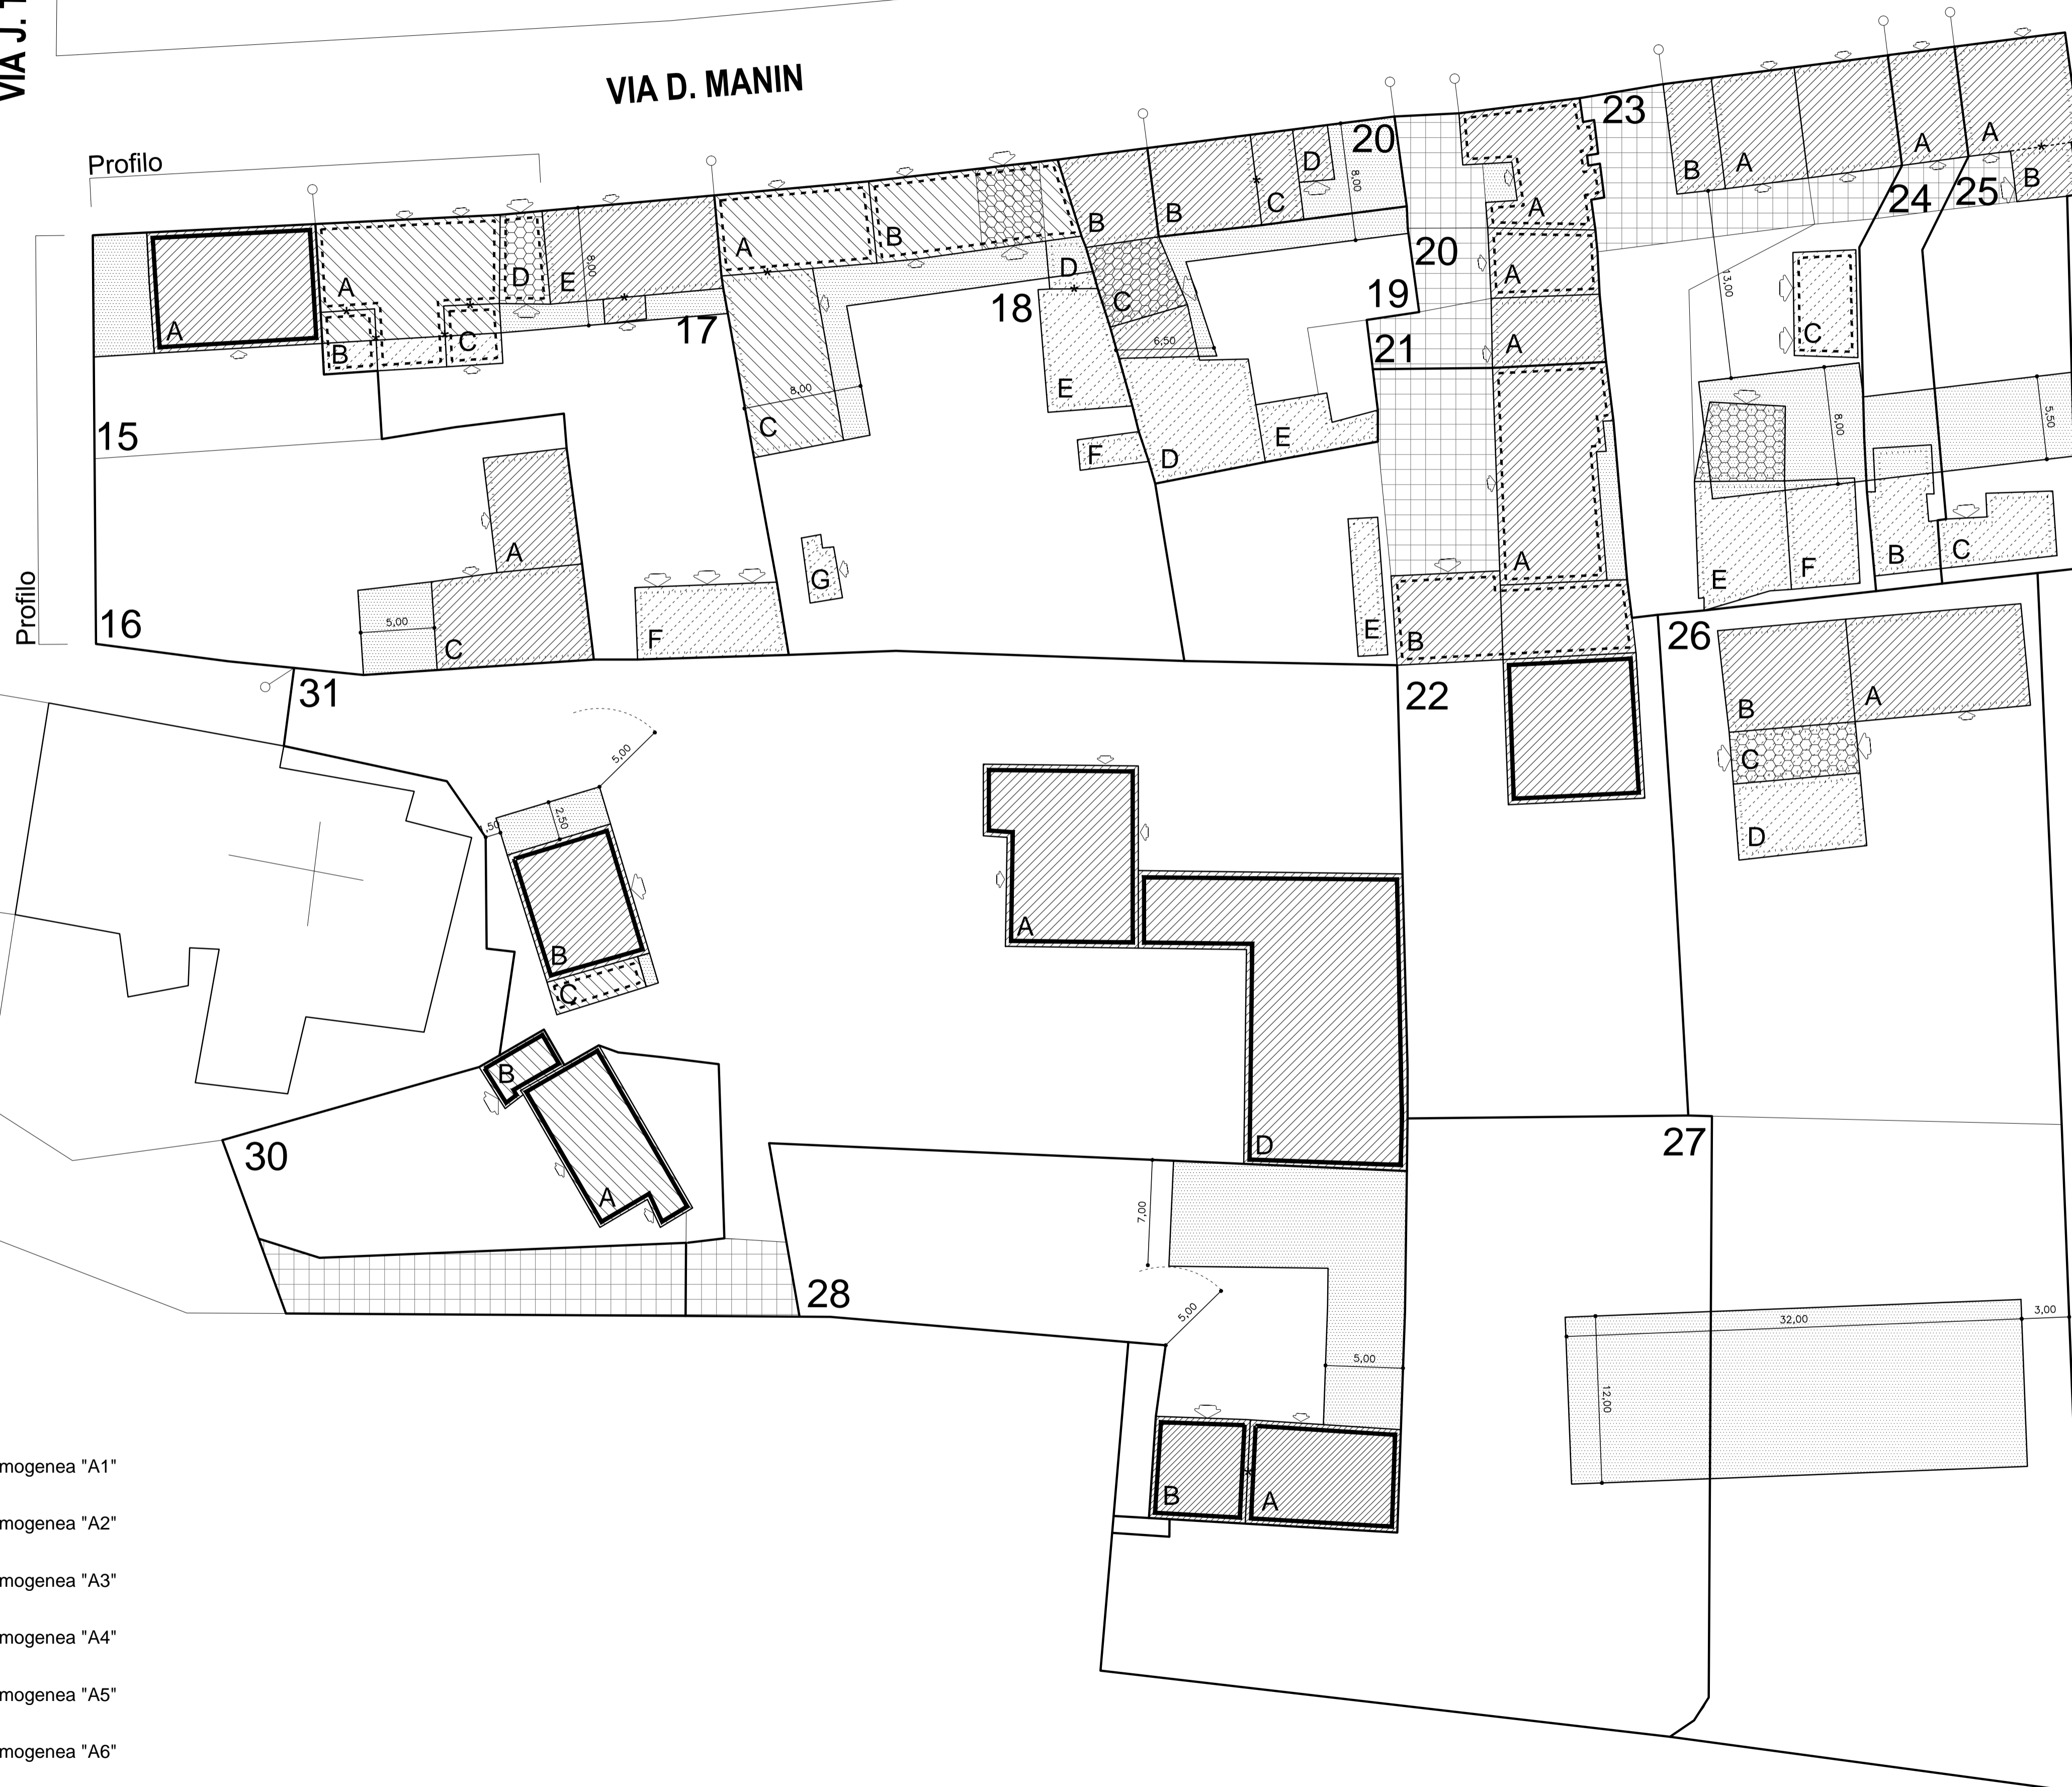 VIA J. T
VIA D. MANIN
Profilo
23
20
D
B
A
A
A
B
24
25
B
B
C
A
8,00
D
E
8,00
A
B
B
A
A
B
C
17
18
D
C
20
A
19
A
21
13,00
C
15
8,00
C
E
6,50
F
D
E
8,00
5,50
Profilo
16
A
5,00
C
F
G
E
A
B
E
F
B
C
31
22
26
B
A
C
D
5,00
2,50
,50
B
C
A
B
30
A
D
27
7,00
28
5,00
5,00
32,00
3,00
12,00
B
A
mogenea "A1"
mogenea "A2"
mogenea "A3"
mogenea "A4"
mogenea "A5"
mogenea "A6"